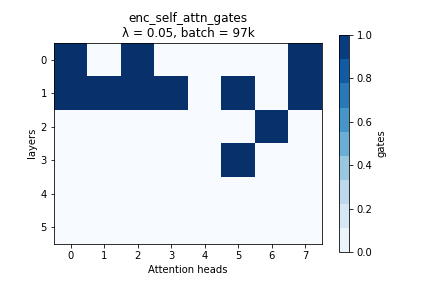 enc_self_attn_gates
λ = 0.05, batch = 97k
0
1
2
3
4
5
layers
0 1 2 3 4 5 6 7
Attention heads
1.0
0.8
0.6
0.4
0.2
0.0
gates